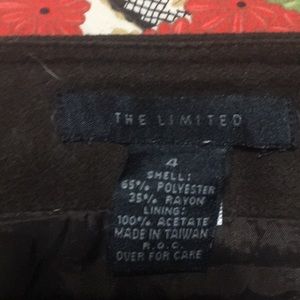 THE LIMITED
4
SHELL:
65% POLYESTER
35% RAYON
LINING:
100% ACETATE
MADE IN TAIWAN
R.O.C.
OVER FOR CARE